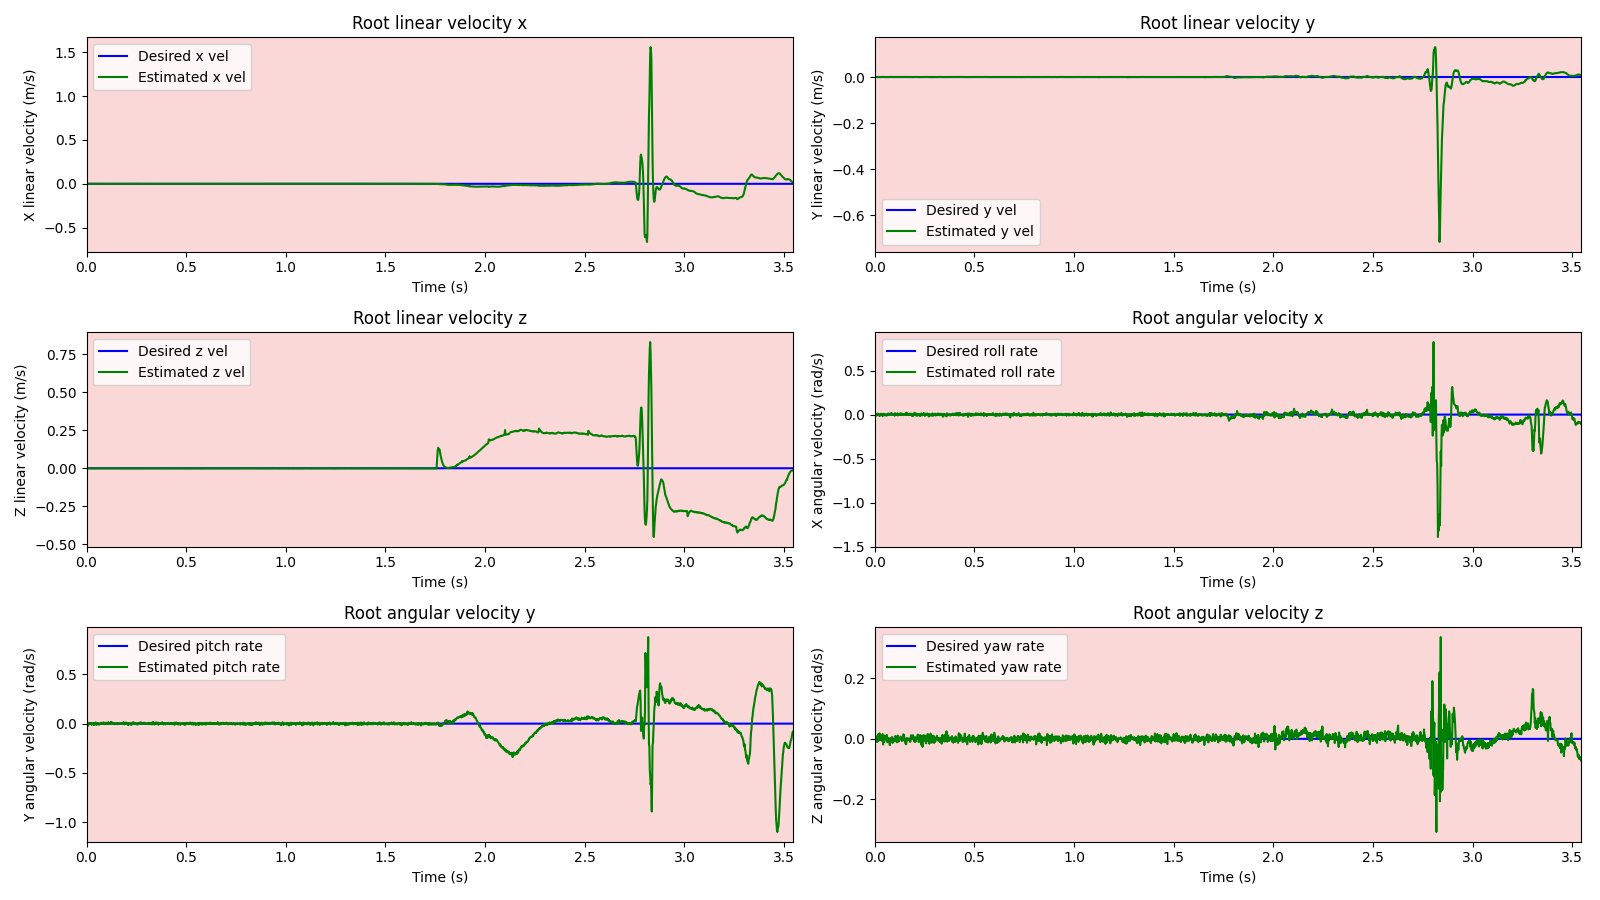 Root linear velocity x
X linear velocity (m/s)
Desired x vel
Estimated x vel
1.5
1.0
0.5
0.0
−0.5
0.0 0.5 1.0 1.5 2.0 2.5 3.0 3.5
Time (s)
Root linear velocity y
Y linear velocity (m/s)
0.0
−0.2
−0.4
−0.6
Desired y vel
Estimated y vel
0.0 0.5 1.0 1.5 2.0 2.5 3.0 3.5
Time (s)
Root linear velocity z
Z linear velocity (m/s)
Desired z vel
Estimated z vel
0.75
0.50
0.25
0.00
−0.25
−0.50
0.0 0.5 1.0 1.5 2.0 2.5 3.0 3.5
Time (s)
Root angular velocity x
X angular velocity (rad/s)
Desired roll rate
Estimated roll rate
0.5
0.0
−0.5
−1.0
−1.5
0.0 0.5 1.0 1.5 2.0 2.5 3.0 3.5
Time (s)
Root angular velocity y
Y angular velocity (rad/s)
Desired pitch rate
Estimated pitch rate
0.5
0.0
−0.5
−1.0
0.0 0.5 1.0 1.5 2.0 2.5 3.0 3.5
Time (s)
Root angular velocity z
Z angular velocity (rad/s)
Desired yaw rate
Estimated yaw rate
0.2
0.0
−0.2
0.0 0.5 1.0 1.5 2.0 2.5 3.0 3.5
Time (s)